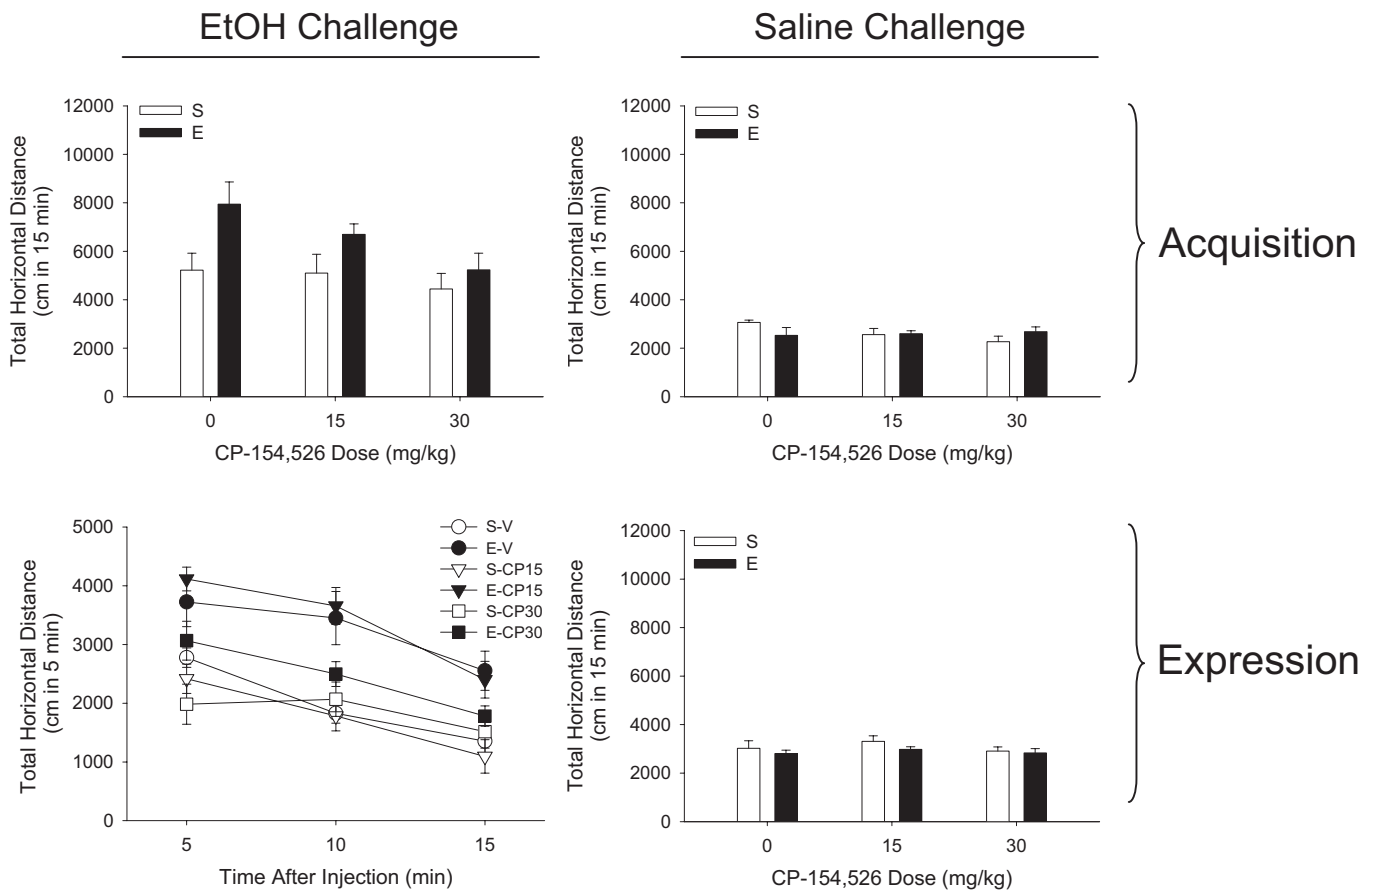 EtOH Challenge
Saline Challenge
12000
10000
8000
6000
4000
2000
0
Total Horizontal Distance
(cm in 15 min)
S
E
0
15
30
CP-154,526 Dose (mg/kg)
12000
10000
8000
6000
4000
2000
0
Total Horizontal Distance
(cm in 15 min)
S
E
0
15
30
CP-154,526 Dose (mg/kg)
Acquisition
5000
4000
3000
2000
1000
0
Total Horizontal Distance
(cm in 5 min)
S-V
E-V
S-CP15
E-CP15
S-CP30
E-CP30
5
10
15
Time After Injection (min)
12000
10000
8000
6000
4000
2000
0
Total Horizontal Distance
(cm in 15 min)
S
E
0
15
30
CP-154,526 Dose (mg/kg)
Expression